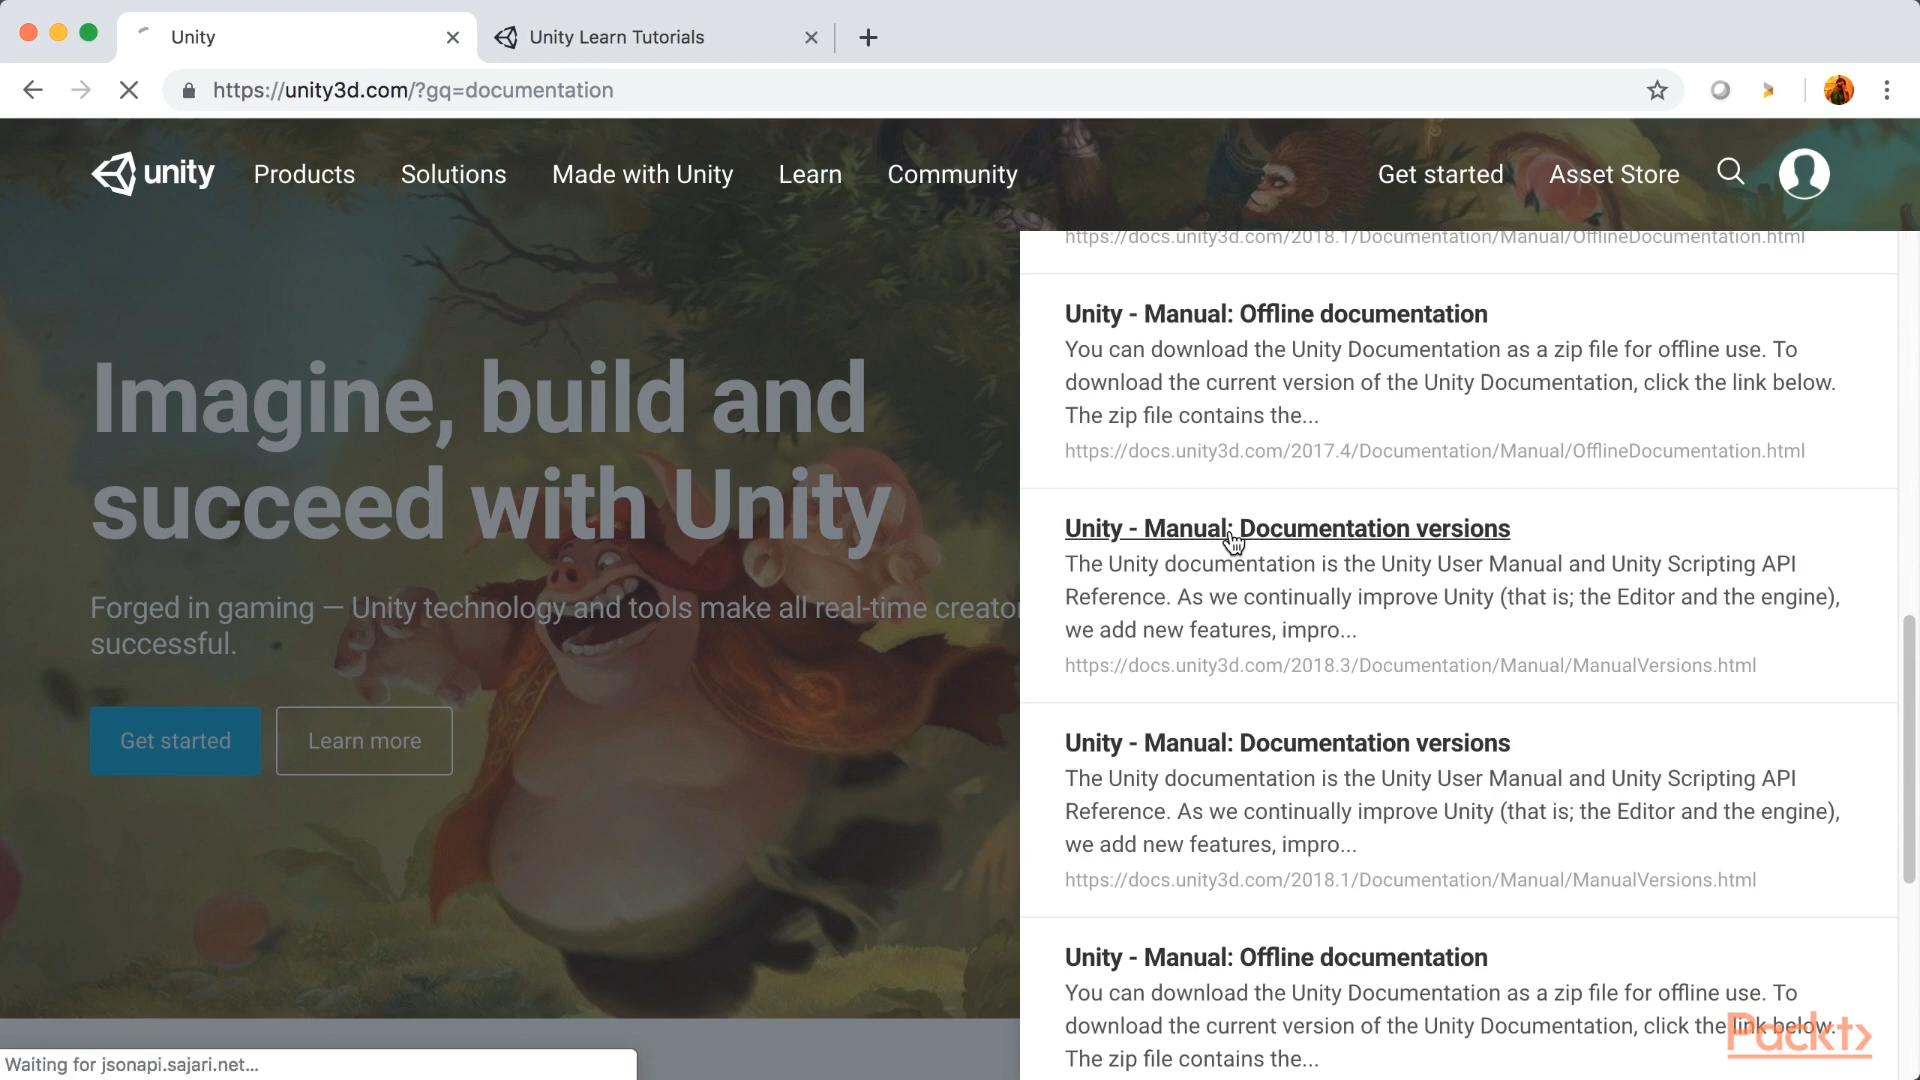 Unity
Unity Learn Tutorials
https://unity3d.com/?gq=documentation
unity
Products
Solutions
Made with Unity
Learn
Community
Get started
Asset Store
https://docs.unity3d.com/2018.1/Documentation/Manual/OfflineDocumentation.html
Imagine, build and
succeed with Unity
Forged in gaming — Unity technology and tools make all real-time creato
successful.
Get started
Learn more
Unity - Manual: Offline documentation
You can download the Unity Documentation as a zip file for offline use. To
download the current version of the Unity Documentation, click the link below.
The zip file contains the...
https://docs.unity3d.com/2017.4/Documentation/Manual/OfflineDocumentation.html
Unity - Manual: Documentation versions
The Unity documentation is the Unity User Manual and Unity Scripting API
Reference. As we continually improve Unity (that is; the Editor and the engine),
we add new features, impro...
https://docs.unity3d.com/2018.3/Documentation/Manual/ManualVersions.html
Unity - Manual: Documentation versions
The Unity documentation is the Unity User Manual and Unity Scripting API
Reference. As we continually improve Unity (that is; the Editor and the engine),
we add new features, impro...
https://docs.unity3d.com/2018.1/Documentation/Manual/ManualVersions.html
Unity - Manual: Offline documentation
You can download the Unity Documentation as a zip file for offline use. To
download the current version of the Unity Documentation, click the link below.
The zip file contains the...
Packt
Waiting for jsonapi.sajari.net...